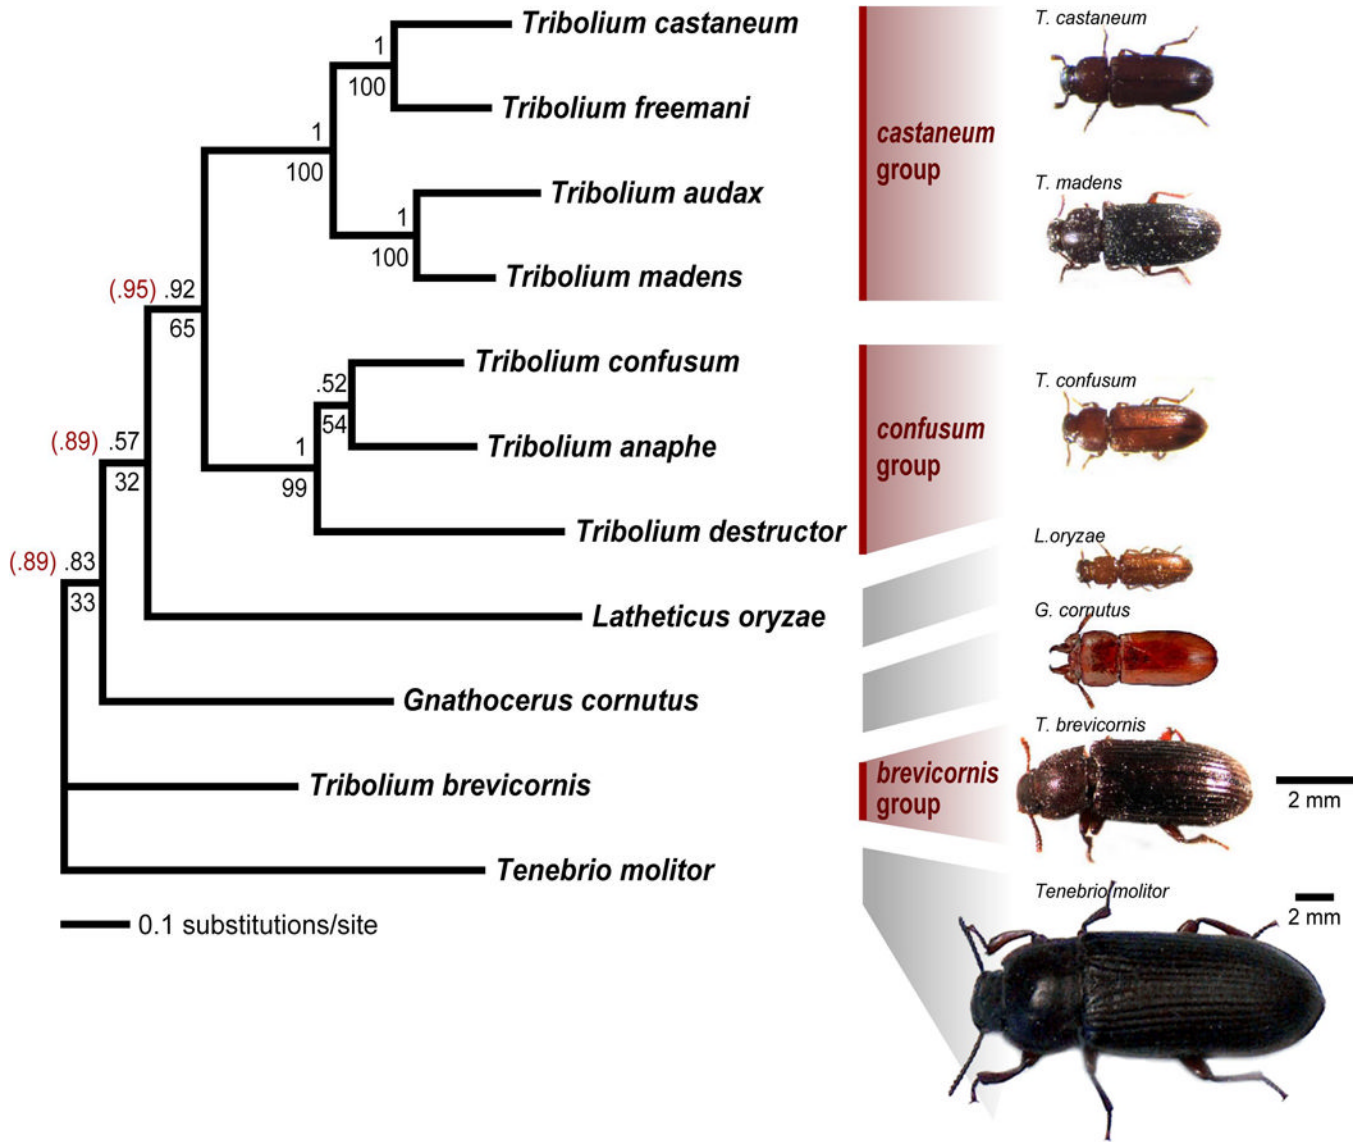 Tribolium castaneum
1
100
Tribolium freemani
1
100
Tribolium audax
1
100
Tribolium madens
(.95) .92
65
Tribolium confusum
.52
54
Tribolium anaphe
1
99
Tribolium destructor
(.89) .57
32
Latheticus oryzae
(.89) .83
33
Gnathocerus cornutus
Tribolium brevicornis
Tenebrio molitor
0.1 substitutions/site
castaneum
group
confusum
group
brevicornis
group
T. castaneum
T. madens
T. confusum
L.oryzae
G. cornutus
T. brevicornis
2 mm
Tenebrio molitor
2 mm